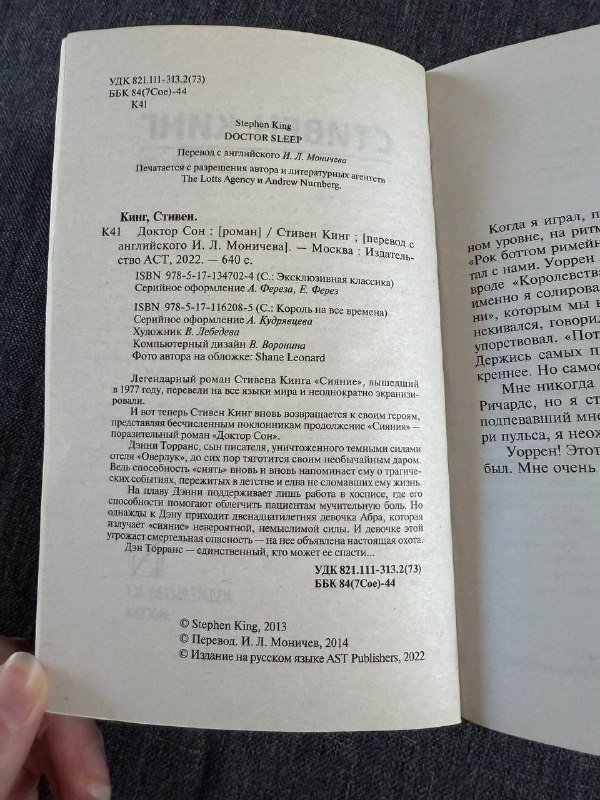 УДК 821.111-313.2(73)
ББК 84(7Сое)-44
К41
Stephen King
DOCTOR SLEEP
Перевод с английского И. Л. Моничева
Печатается с разрешения автора и литературных агентств
The Lotts Agency и Andrew Nurnberg.
Кинг, Стивен.
К41 Доктор Сон : [роман] / Стивен Кинг ; [перевод с
английского И. Л. Моничева]. — Москва : Издатель-
ство АСТ, 2022. — 640 с.
ISBN 978-5-17-134702-4 (С.: Эксклюзивная классика)
Серийное оформление А. Фереза, Е. Ферез
ISBN 978-5-17-116208-5 (С.: Король на все времена)
Серийное оформление А. Кудрявцева
Художник В. Лебедева
Компьютерный дизайн В. Воронина
Фото автора на обложке: Shane Leonard
Легендарный роман Стивена Кинга «Сияние», вышедший
в 1977 году, перевели на все языки мира и неоднократно экранизи-
ровали.
И вот теперь Стивен Кинг вновь возвращается к своим героям,
представляя бесчисленным поклонникам продолжение «Сияния» —
поразительный роман «Доктор Сон».
Дэнни Торранс, сын писателя, уничтоженного темными силами
отеля «Оверлук», до сих пор тяготится своим необычайным даром.
Ведь способность «сиять» вновь и вновь напоминает ему о трагиче-
ских событиях, пережитых в детстве и едва не сломавших ему жизнь.
На плаву Дэнни поддерживает лишь работа в хосписе, где его
способности помогают облегчить пациентам мучительную боль. Но
однажды к Дэну приходит двенадцатилетняя девочка Абра, которая
излучает «сияние» невероятной, немыслимой силы. И девочке этой
угрожает смертельная опасность — на нее объявлена настоящая охота.
Дэн Торранс — единственный, кто может ее спасти...
УДК 821.111-313.2(73)
ББК 84(7Сое)-44
© Stephen King, 2013
© Перевод. И. Л. Моничев, 2014
© Издание на русском языке AST Publishers, 2022
Когда я играл, п
ном уровне, на ритм
«Рок боттом римейн
тал с нами. Уоррен
вроде «Королевства
именно я солирова
ни», которым мы
некивался, говорил
упорствовал. «Пот
Держись самых п
креннее. Но самос
Мне никогда
Ричардс, но я ст
подпевавший мне
ри пульса, я неож
Уоррен! Этот
был. Мне очень